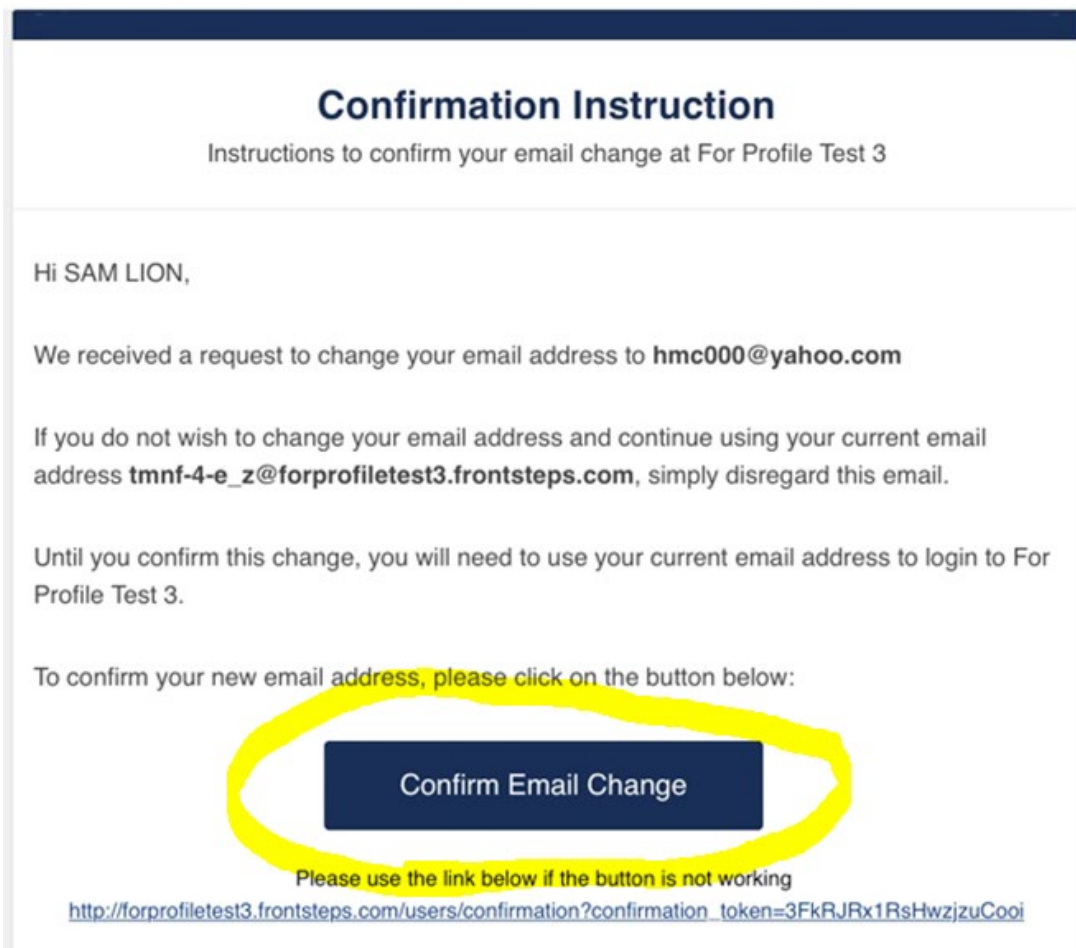 Confirmation Instruction
Instructions to confirm your email change at For Profile Test 3
Hi SAM LION,
We received a request to change your email address to hmc000@yahoo.com
If you do not wish to change your email address and continue using your current email
address tmnf-4-e_z@forprofiletest3.frontsteps.com, simply disregard this email.
Until you confirm this change, you will need to use your current email address to login to For
Profile Test 3.
To confirm your new email address, please click on the button below:
Confirm Email Change
Please use the link below if the button is not working
http://forprofiletest3.frontsteps.com/users/confirmation?confirmation_token=3FkRJRx1RsHwzjzuCooi